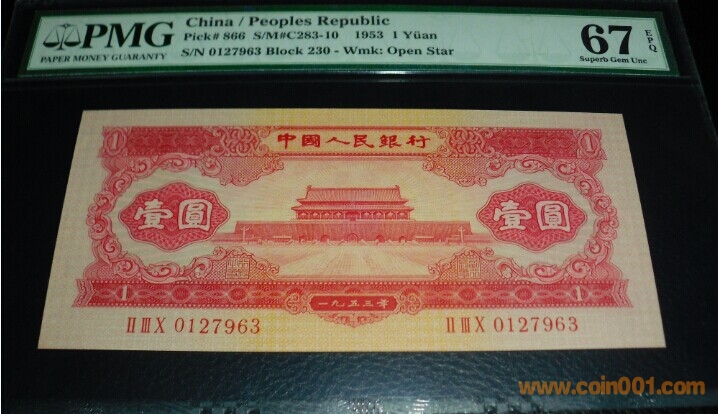 PMG
PAPER MONEY GUARANTY
China / Peoples Republic
Pick# 866 S/M#C283-10 1953 1 Yüan
S/N 0127963 Block 230 - Wmk: Open Star
67 EPQ
Superb Gem Unc
1 中國人民銀行 1
壹圓 壹圓
1 一九五三年 1
II III X 0127963 II III X 0127963
www.coin001.com